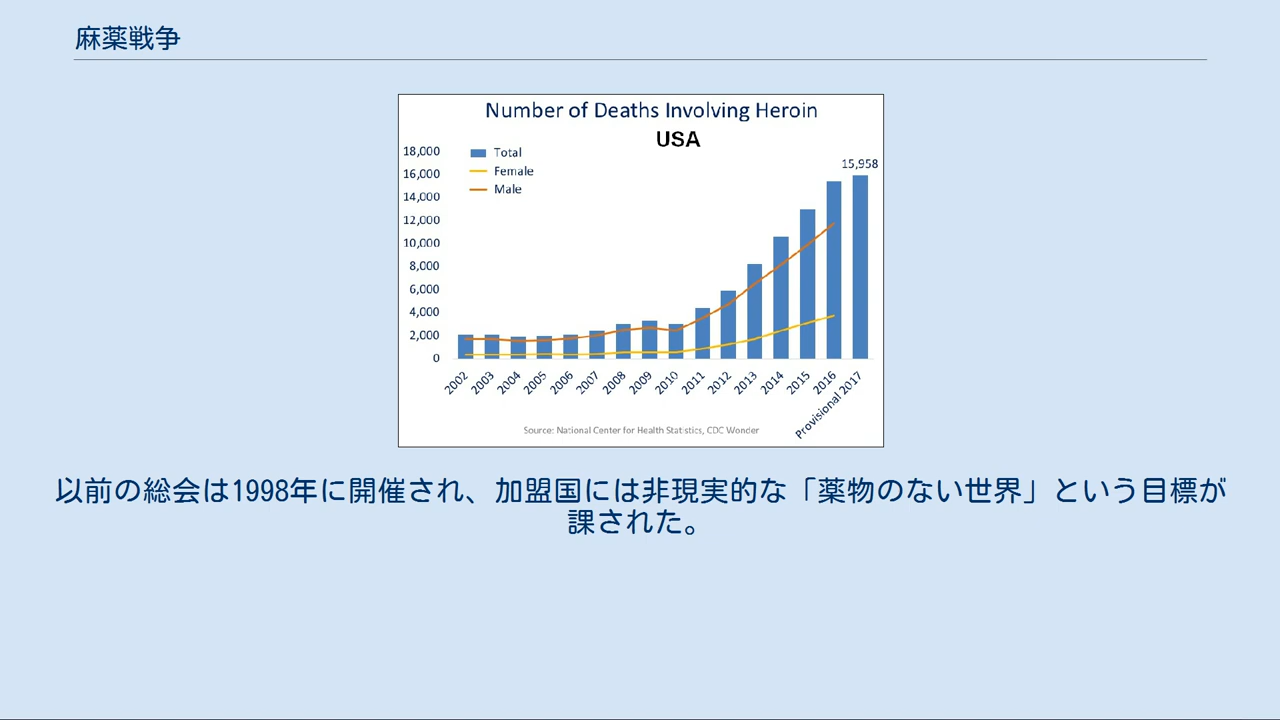 麻薬戦争
Number of Deaths Involving Heroin
USA
Total
Female
Male
18,000
16,000
14,000
12,000
10,000
8,000
6,000
4,000
2,000
0
15,958
2002
2003
2004
2005
2006
2007
2008
2009
2010
2011
2012
2013
2014
2015
2016
Provisional 2017
Source: National Center for Health Statistics, CDC Wonder
以前の総会は1998年に開催され、加盟国には非現実的な「薬物のない世界」という目標が
課された。